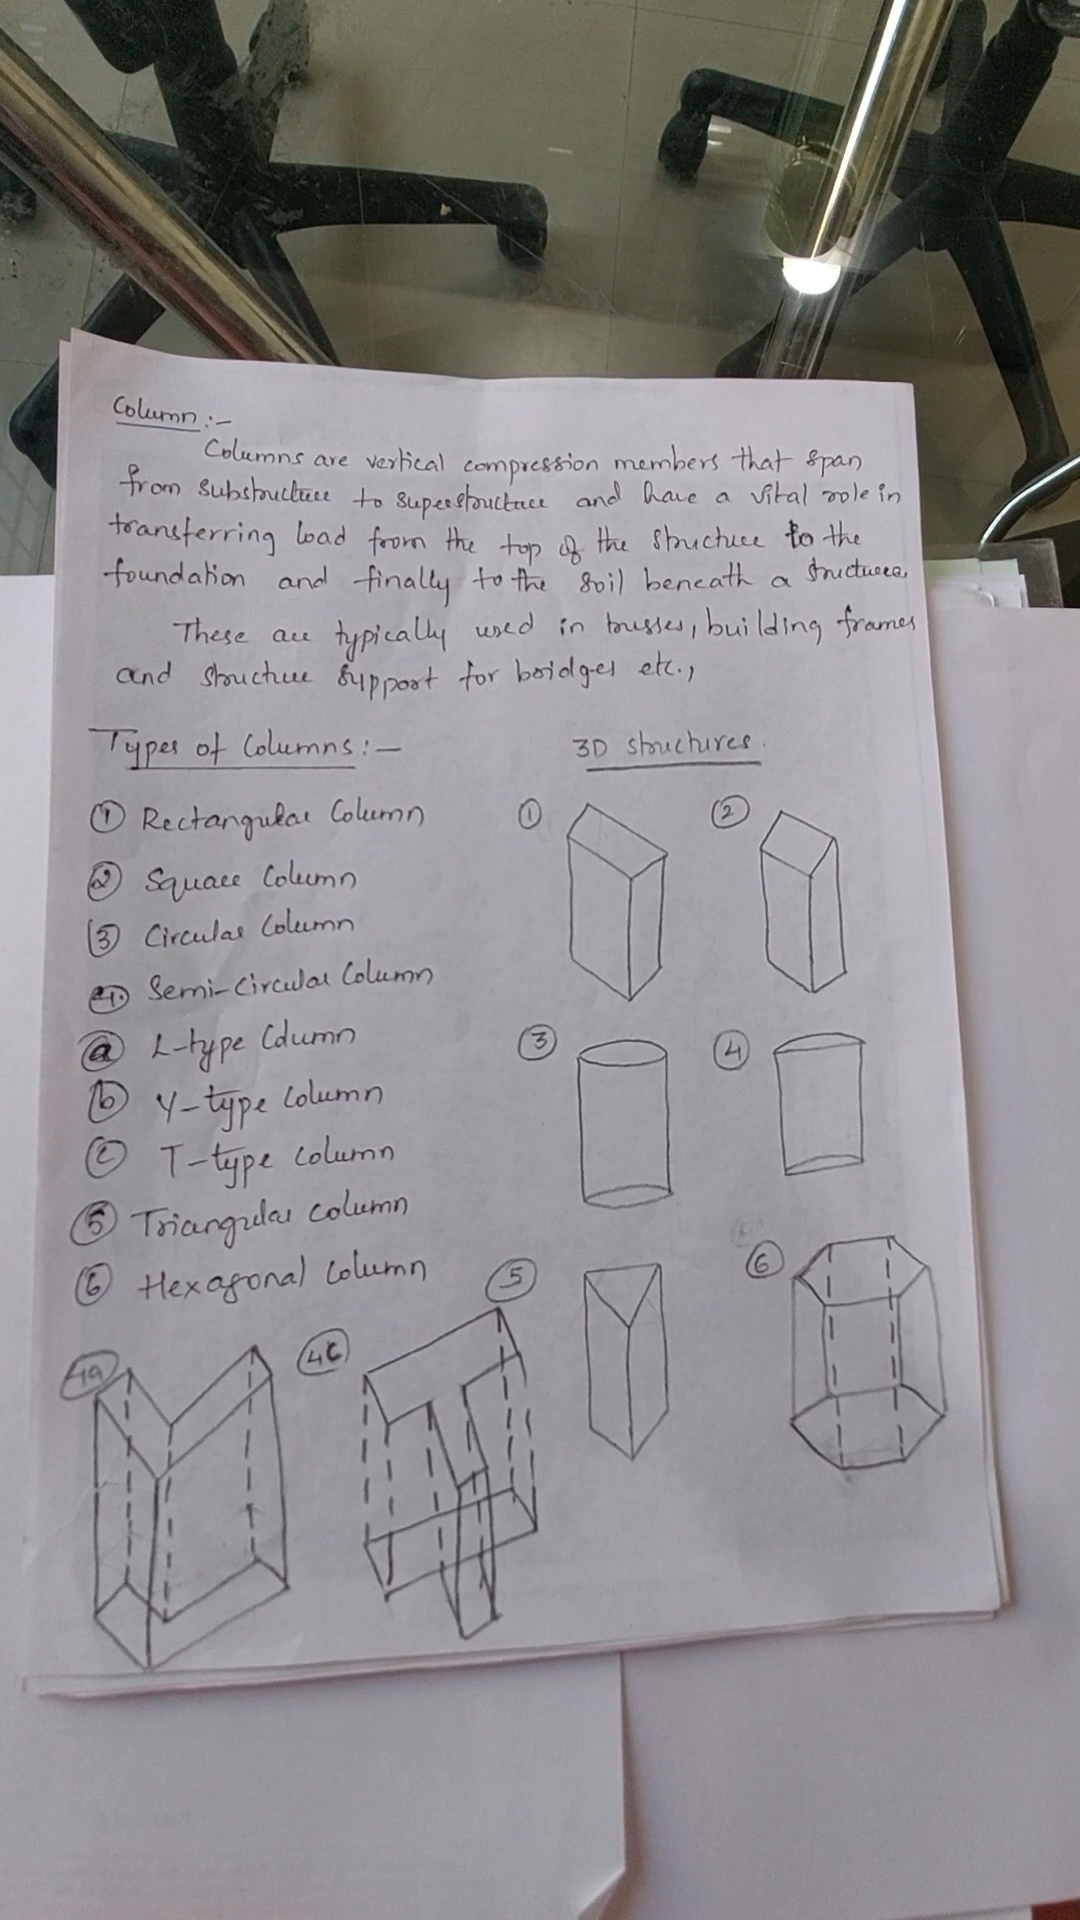 Column :-
Columns are vertical compression members that span
from substructure to superstructure and have a vital role in
transferring load from the top of the structure to the
foundation and finally to the soil beneath a structure.
These are typically used in trusses, building frames
and structure support for bridges etc.,
Types of Columns :-
3D structures.
① Rectangular Column
② Square Column
③ Circular Column
④ Semi-Circular Column
ⓐ L-type Column
ⓑ Y-type Column
ⓒ T-type Column
⑤ Triangular Column
⑥ Hexagonal Column
① ②
③ ④
⑤ ⑥
4a 4c